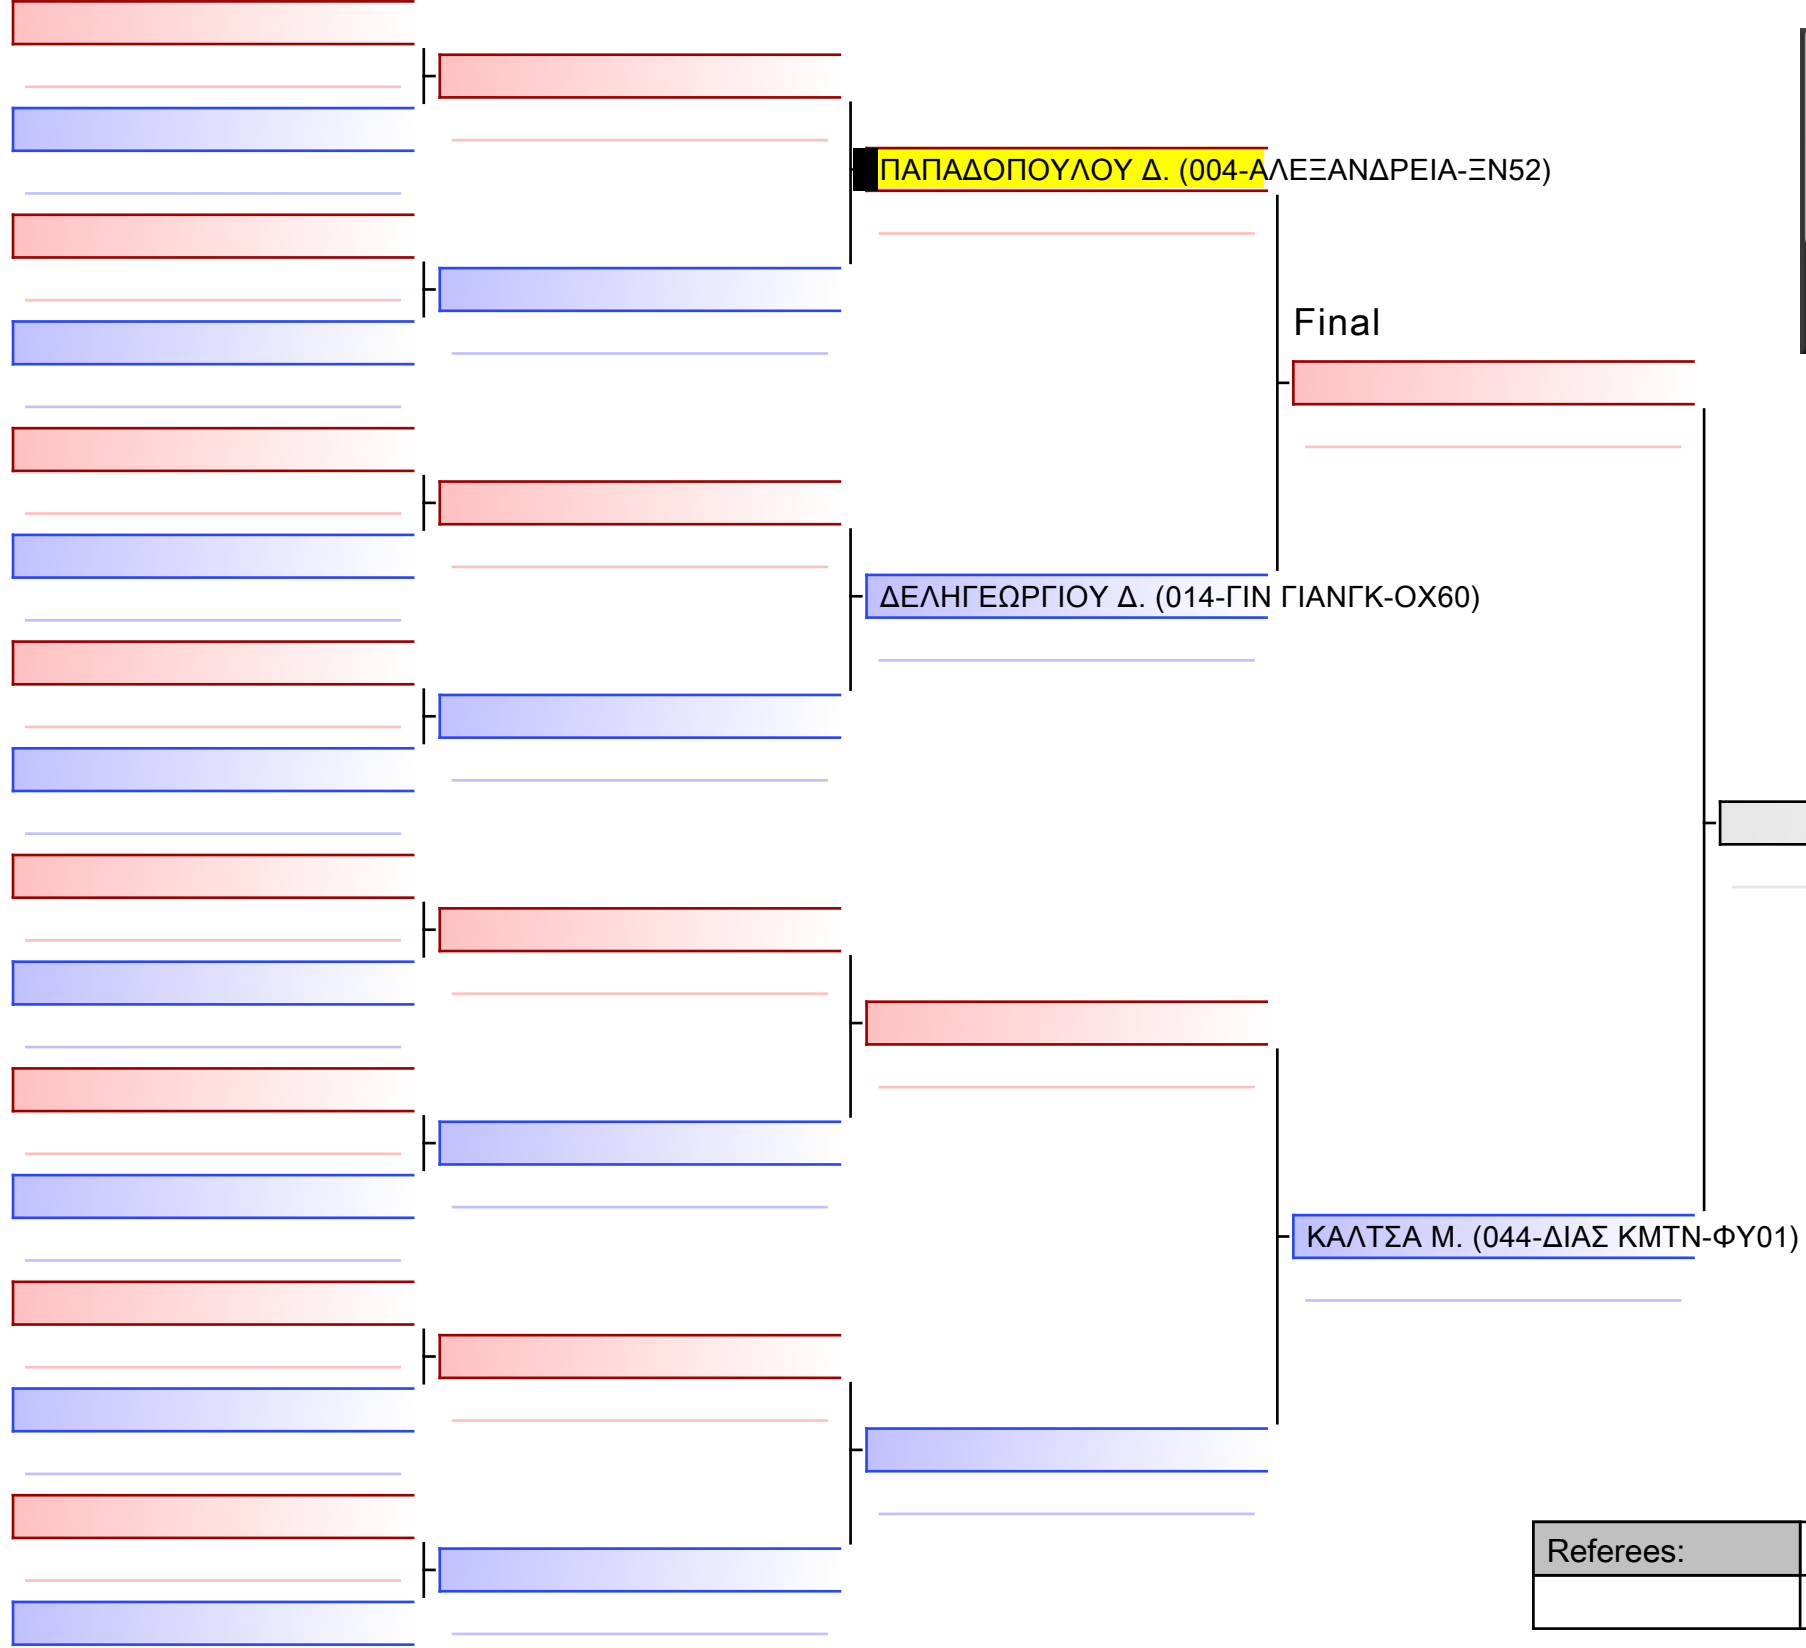 ΠΑΠΑΔΟΠΟΥΛΟΥ Δ. (004-ΑΛΕΞΑΝΔΡΕΙΑ-ΞΝ52)
Final
ΔΕΛΗΓΕΩΡΓΙΟΥ Δ. (014-ΓΙΝ ΓΙΑΝΓΚ-ΟΧ60)
ΚΑΛΤΣΑ Μ. (044-ΔΙΑΣ ΚΜΤΝ-ΦΥ01)
Referees: